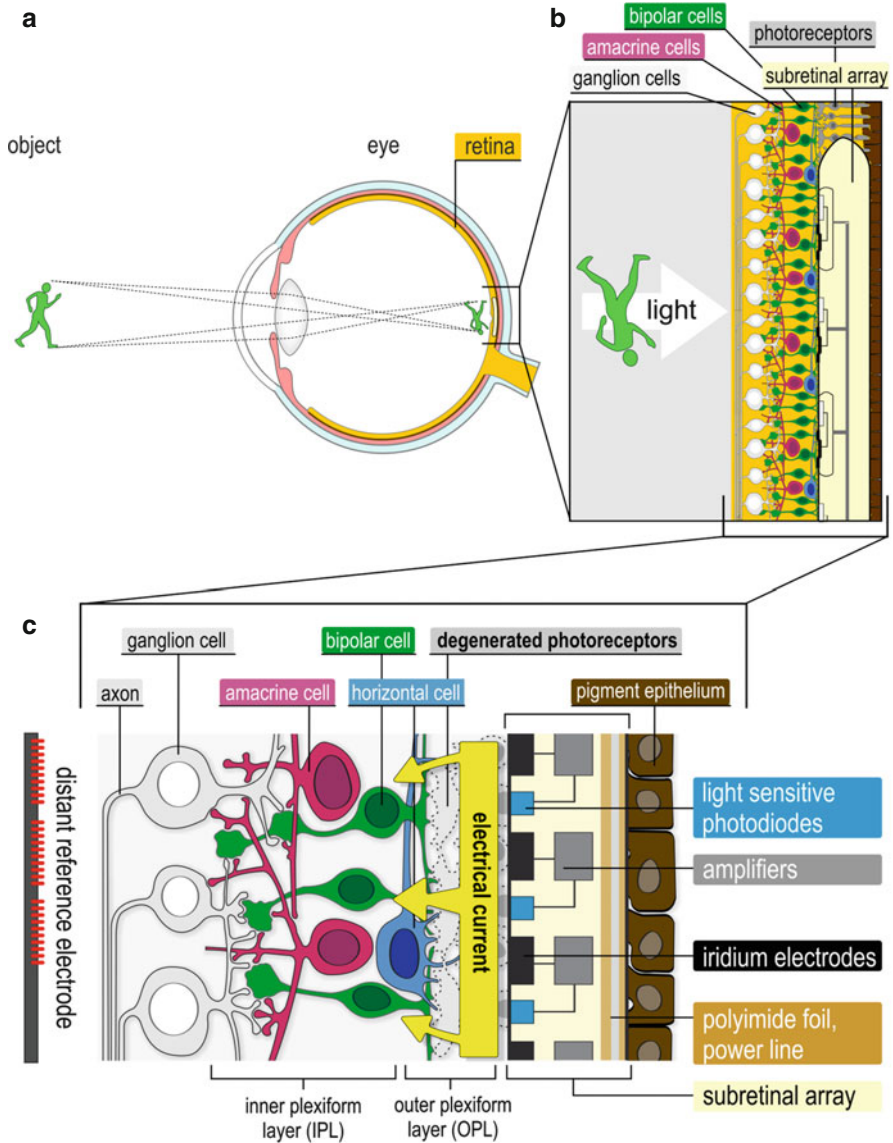 a
object
eye
retina
b
bipolar cells
amacrine cells
ganglion cells
photoreceptors
subretinal array
light
c
ganglion cell
axon
bipolar cell
amacrine cell
horizontal cell
degenerated photoreceptors
pigment epithelium
distant reference electrode
electrical current
light sensitive
photodiodes
amplifiers
iridium electrodes
polyimide foil,
power line
subretinal array
inner plexiform
layer (IPL)
outer plexiform
layer (OPL)